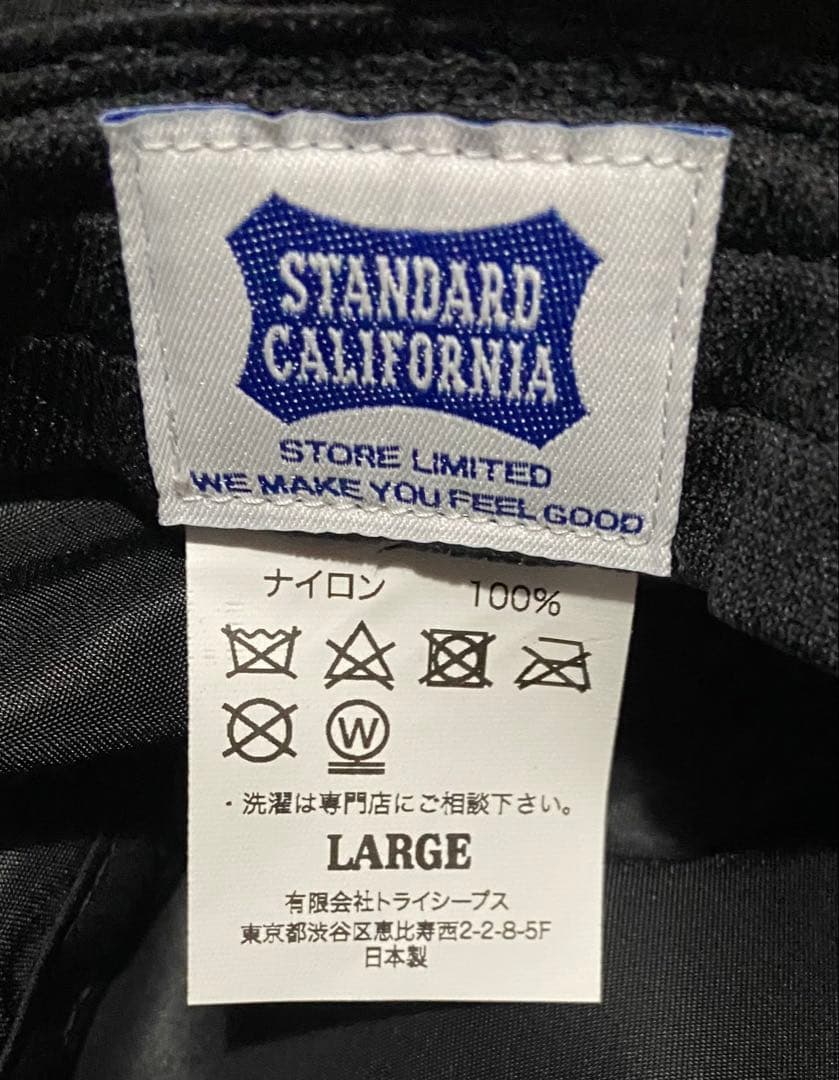 STANDARD
CALIFORNIA
STORE LIMITED
WE MAKE YOU FEEL GOOD
ナイロン 100%
W
・洗濯は専門店にご相談下さい。
LARGE
有限会社トライシープス
東京都渋谷区恵比寿西2-2-8-5F
日本製